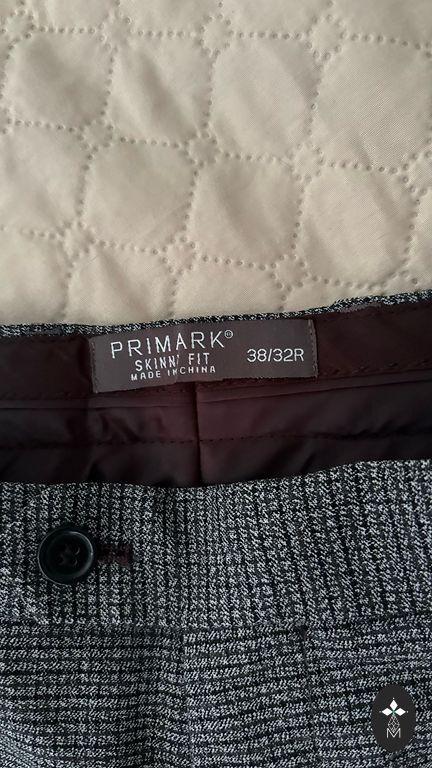 PRIMARK®
SKINNY FIT 38/32R
MADE IN CHINA
M